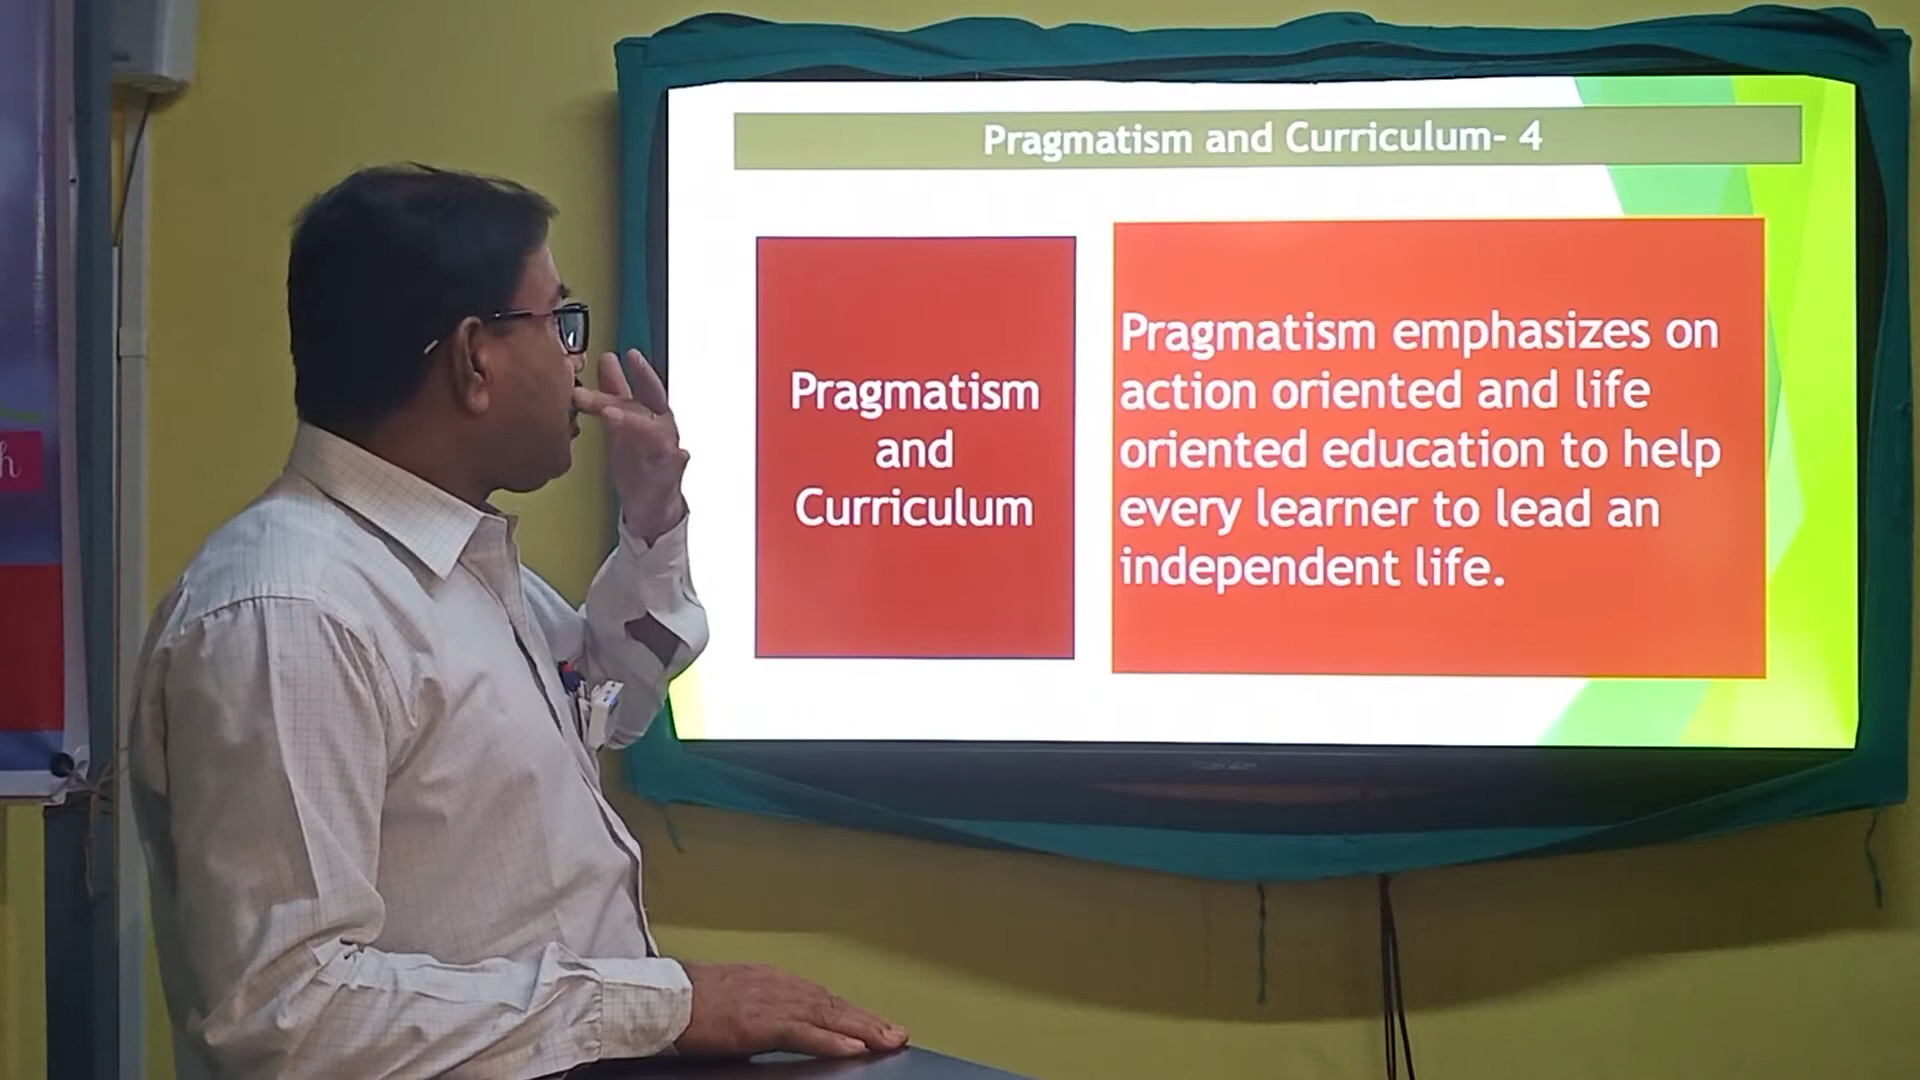 Pragmatism and Curriculum- 4
Pragmatism
and
Curriculum
Pragmatism emphasizes on
action oriented and life
oriented education to help
every learner to lead an
independent life.
h